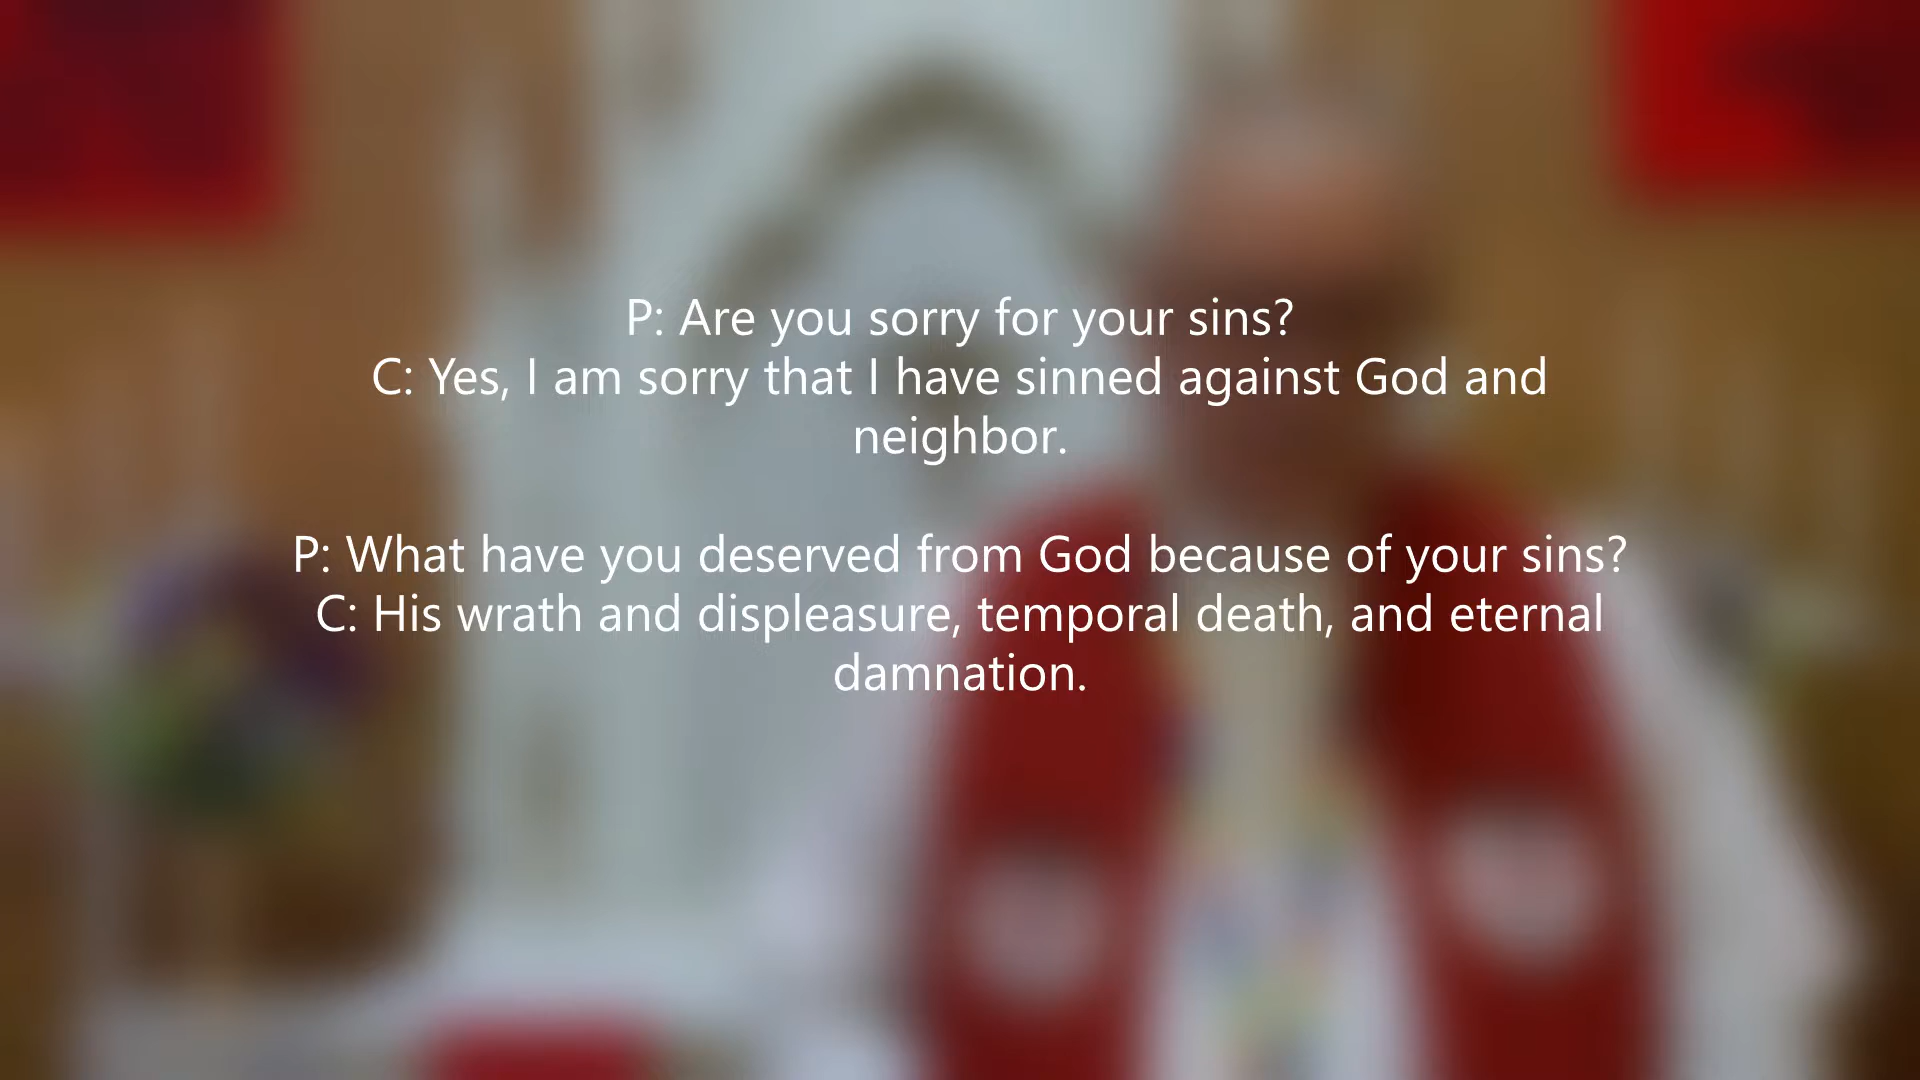 P: Are you sorry for your sins?
C: Yes, I am sorry that I have sinned against God and
neighbor.
P: What have you deserved from God because of your sins?
C: His wrath and displeasure, temporal death, and eternal
damnation.